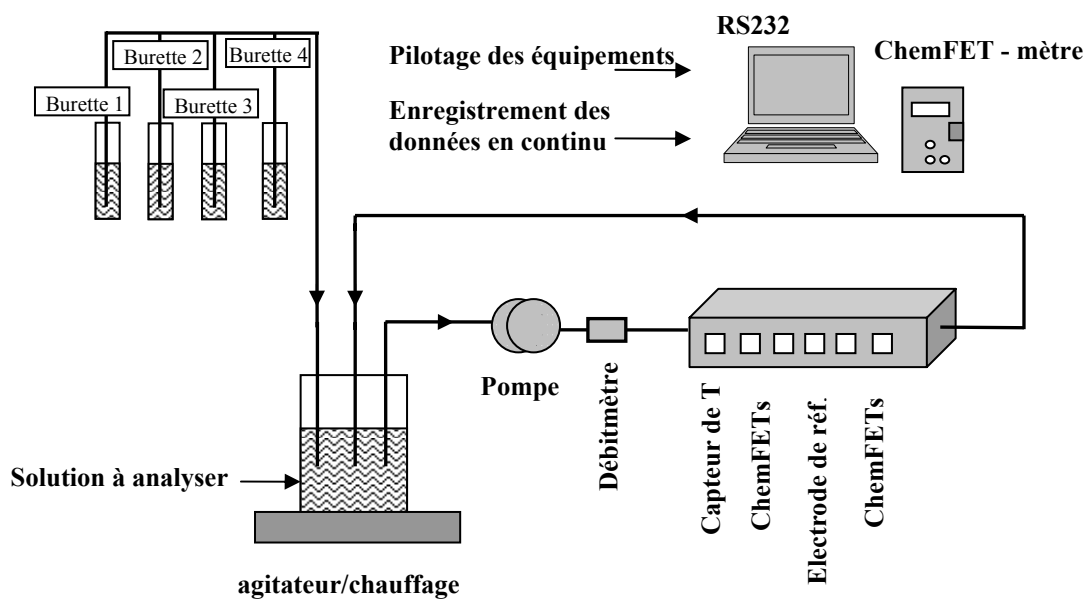 RS232
ChemFET - mètre
Pilotage des équipements
Enregistrement des
données en continu
Burette 1
Burette 2
Burette 3
Burette 4
Pompe
Débitmètre
Capteur de T
ChemFETs
Electrode de réf.
ChemFETs
Solution à analyser
agitateur/chauffage